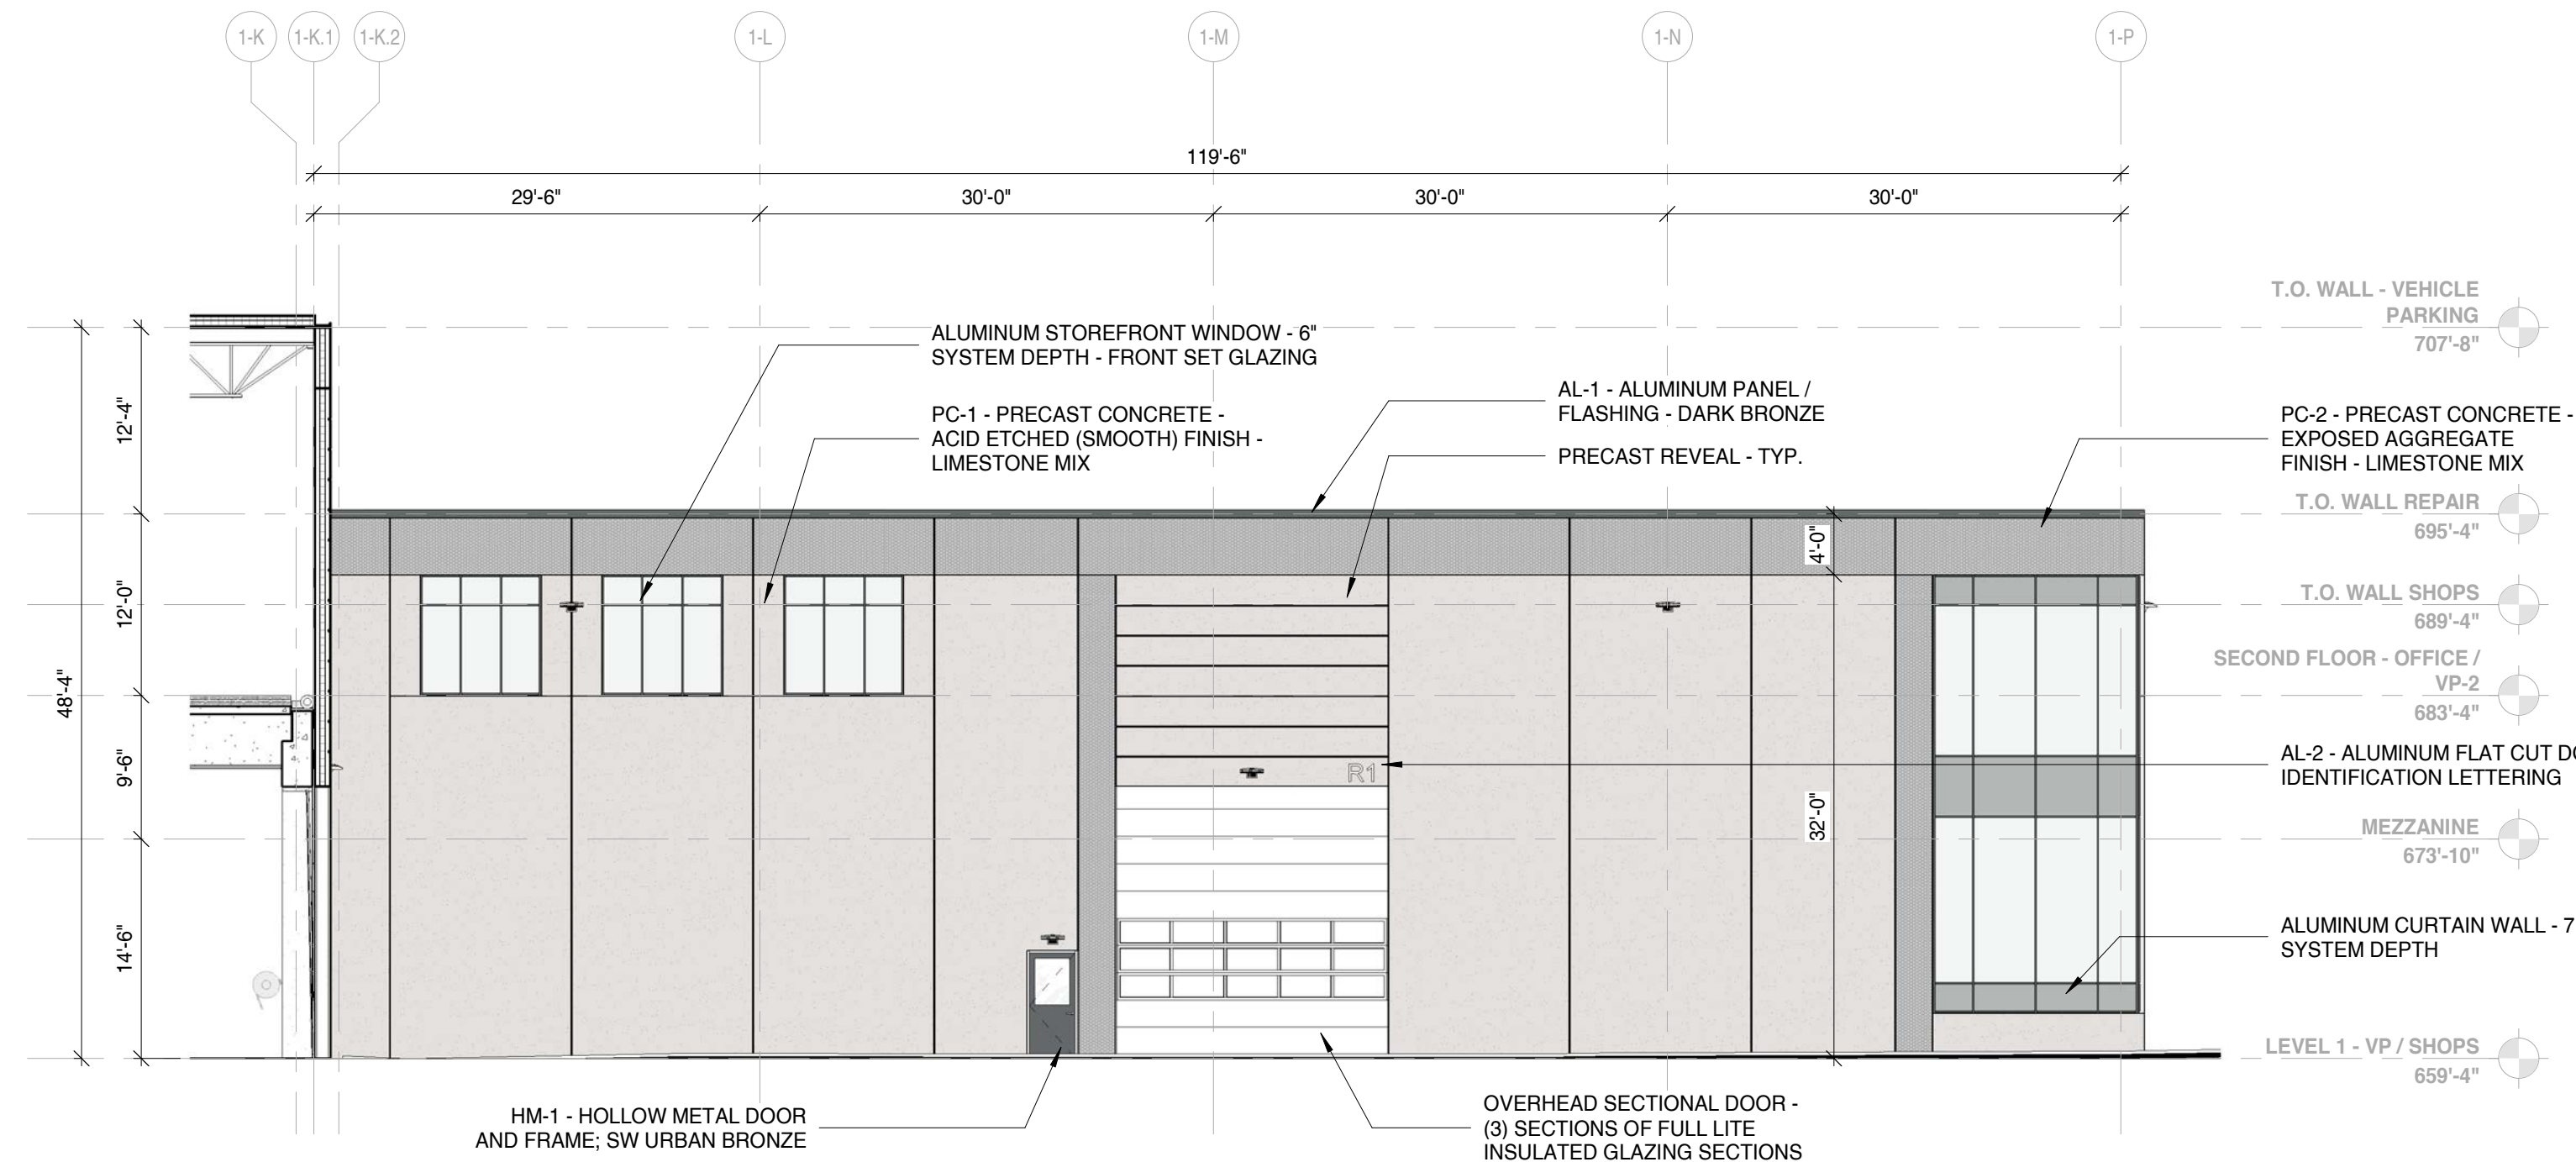 1-K 1-K.1 1-K.2 1-L 1-M 1-N 1-P
119'-6"
29'-6" 30'-0" 30'-0" 30'-0"
T.O. WALL - VEHICLE
PARKING
707'-8"
ALUMINUM STOREFRONT WINDOW - 6"
SYSTEM DEPTH - FRONT SET GLAZING
AL-1 - ALUMINUM PANEL /
FLASHING - DARK BRONZE
PC-1 - PRECAST CONCRETE -
ACID ETCHED (SMOOTH) FINISH -
LIMESTONE MIX
PRECAST REVEAL - TYP.
PC-2 - PRECAST CONCRETE -
EXPOSED AGGREGATE
FINISH - LIMESTONE MIX
12'-4"
T.O. WALL REPAIR
695'-4"
4'-0"
12'-0"
T.O. WALL SHOPS
689'-4"
48'-4"
SECOND FLOOR - OFFICE /
VP-2
683'-4"
9'-6"
R1
AL-2 - ALUMINUM FLAT CUT
IDENTIFICATION LETTERING
32'-0"
MEZZANINE
673'-10"
14'-6"
ALUMINUM CURTAIN WALL - 7
SYSTEM DEPTH
LEVEL 1 - VP / SHOPS
659'-4"
HM-1 - HOLLOW METAL DOOR
AND FRAME; SW URBAN BRONZE
OVERHEAD SECTIONAL DOOR -
(3) SECTIONS OF FULL LITE
INSULATED GLAZING SECTIONS